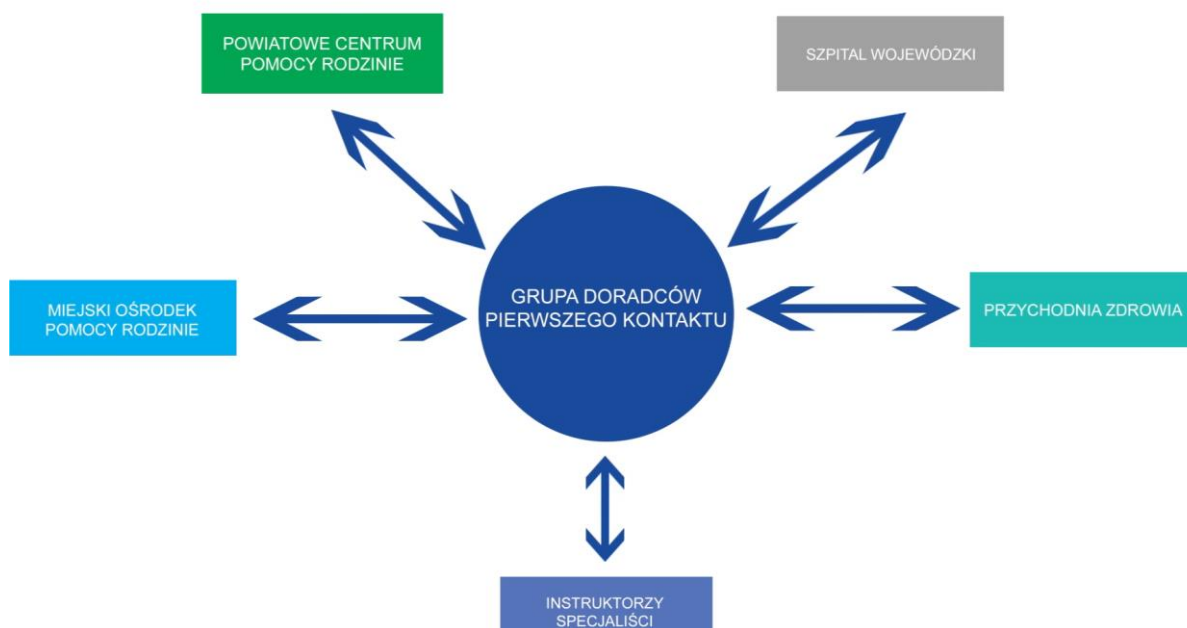 POWIATOWE CENTRUM
POMOCY RODZINIE
SZPITAL WOJEWÓDZKI
MIEJSKI OŚRODEK
POMOCY RODZINIE
GRUPA DORADCÓW
PIERWSZEGO KONTAKTU
PRZYCHODNIA ZDROWIA
INSTRUKTORZY
SPECJALIŚCI